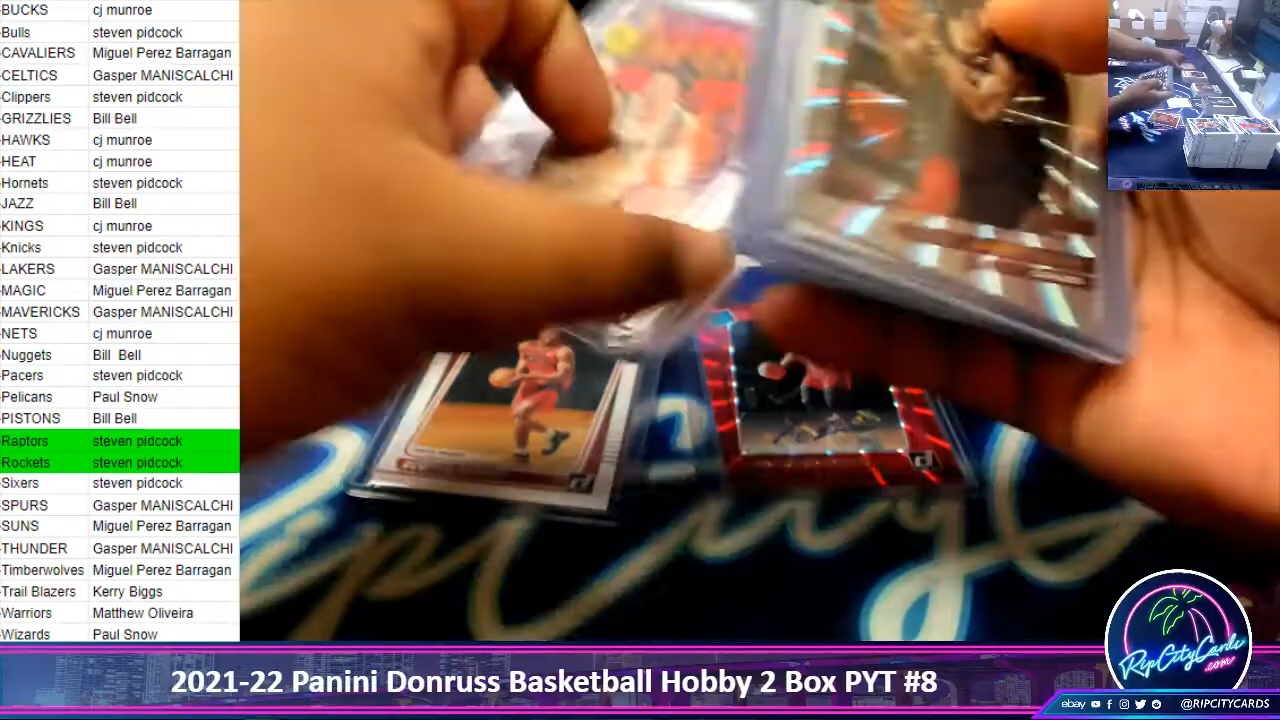 -BUCKS cj munroe
-Bulls steven pidcock
-CAVALIERS Miguel Perez Barragan
-CELTICS Gasper MANISCALCHI
-Clippers steven pidcock
-GRIZZLIES Bill Bell
-HAWKS cj munroe
-HEAT cj munroe
-Hornets steven pidcock
-JAZZ Bill Bell
-KINGS cj munroe
-Knicks steven pidcock
-LAKERS Gasper MANISCALCHI
-MAGIC Miguel Perez Barragan
-MAVERICKS Gasper MANISCALCHI
-NETS cj munroe
-Nuggets Bill Bell
-Pacers steven pidcock
-Pelicans Paul Snow
-PISTONS Bill Bell
-Raptors steven pidcock
-Rockets steven pidcock
-Sixers steven pidcock
-SPURS Gasper MANISCALCHI
-SUNS Miguel Perez Barragan
-THUNDER Gasper MANISCALCHI
-Timberwolves Miguel Perez Barragan
-Trail Blazers Kerry Biggs
-Warriors Matthew Oliveira
-Wizards Paul Snow
2021-22 Panini Donruss Basketball Hobby 2 Box PYT #8
RipCityCards
.com
ebay @RIPCITYCARDS